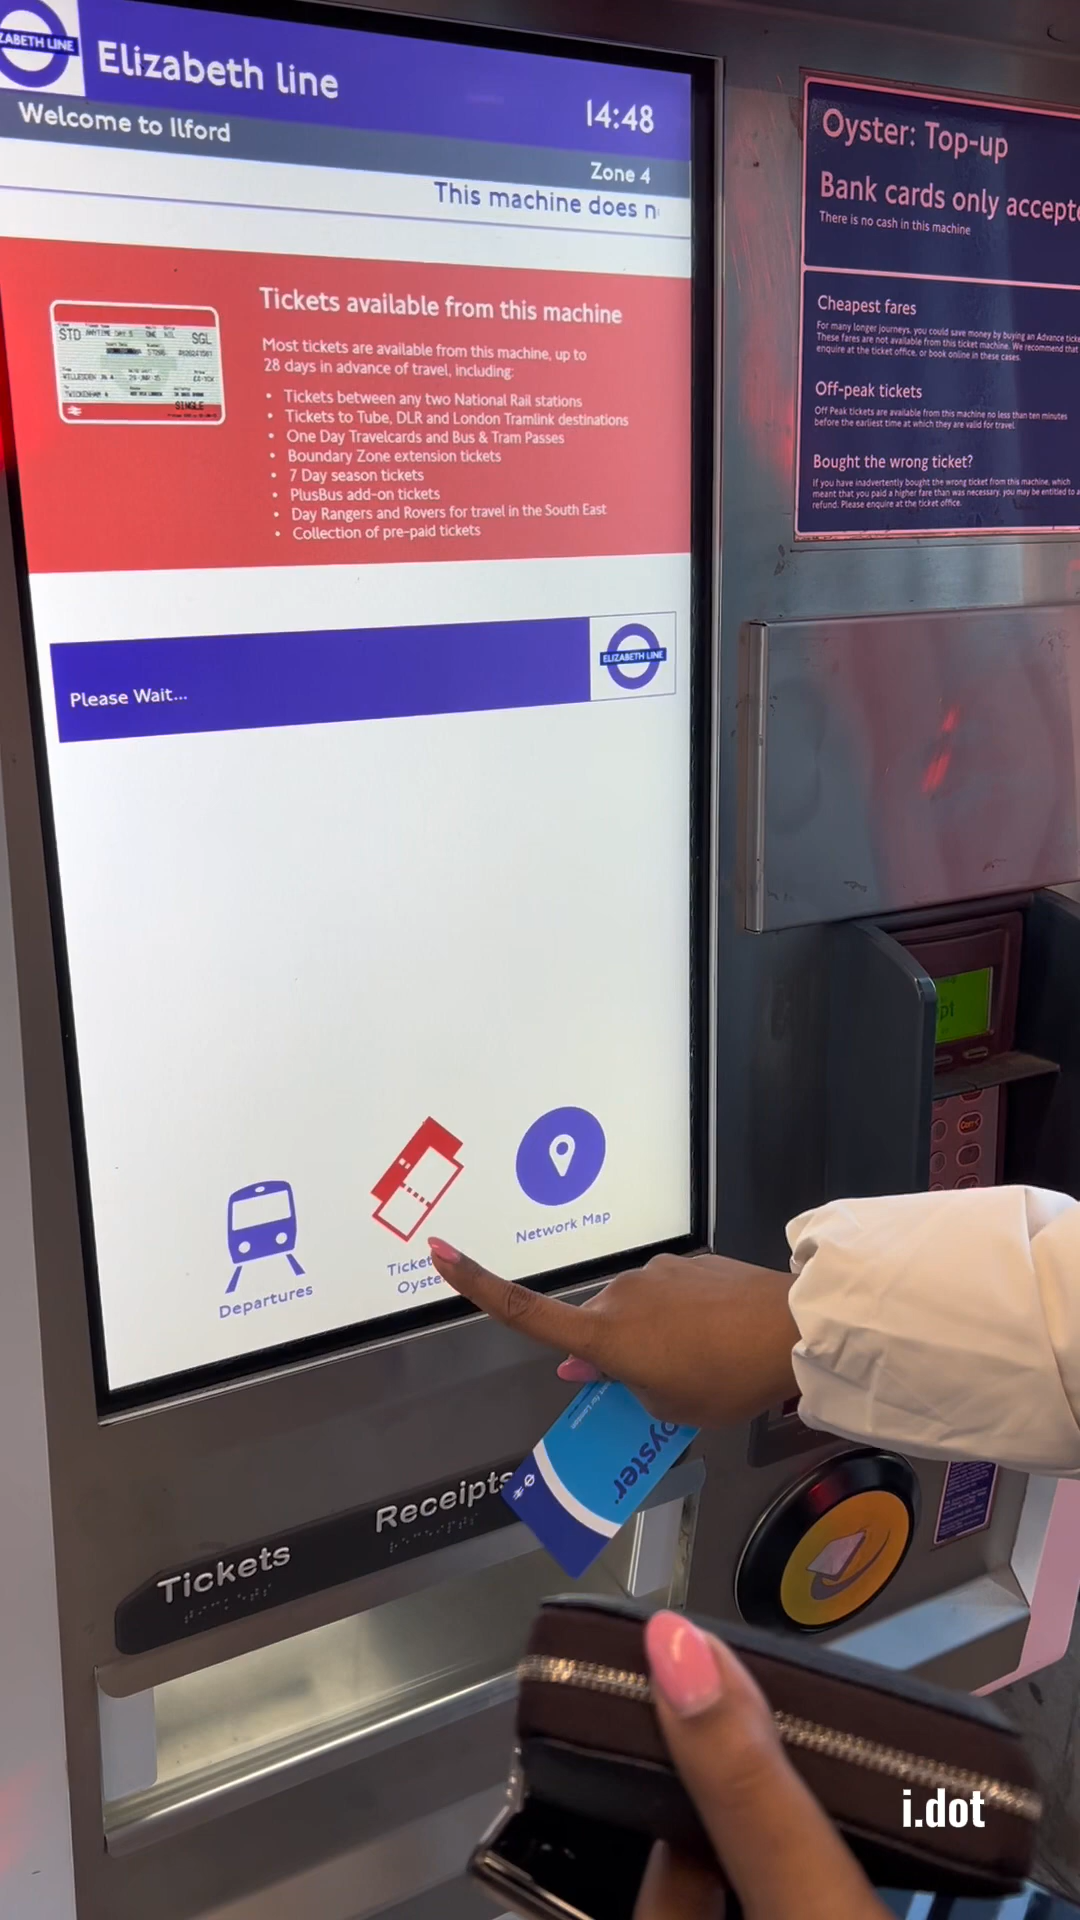 ZABETH LINE
Elizabeth line
14:48
Welcome to Ilford
Zone 4
This machine does n
STD
SGL
SINGLE
Tickets available from this machine
Most tickets are available from this machine, up to
28 days in advance of travel, including:
• Tickets between any two National Rail stations
• Tickets to Tube, DLR and London Tramlink destinations
• One Day Travelcards and Bus & Tram Passes
• Boundary Zone extension tickets
• 7 Day season tickets
• PlusBus add-on tickets
• Day Rangers and Rovers for travel in the South East
• Collection of pre-paid tickets
Please Wait...
ELIZABETH LINE
Departures
Ticket
Oyste
Network Map
Oyster: Top-up
Bank cards only accepte
There is no cash in this machine
Cheapest fares
For many longer journeys, you could save money by buying an Advance ticke
These fares are not available from this ticket machine. We recommend that
enquire at the ticket office, or book online in these cases.
Off-peak tickets
Off Peak tickets are available from this machine no less than ten minutes
before the earliest time at which they are valid for travel.
Bought the wrong ticket?
If you have inadvertently bought the wrong ticket from this machine, which
meant that you paid a higher fare than was necessary, you may be entitled to a
refund. Please enquire at the ticket office.
oyster
Receipts
Tickets
i.dot